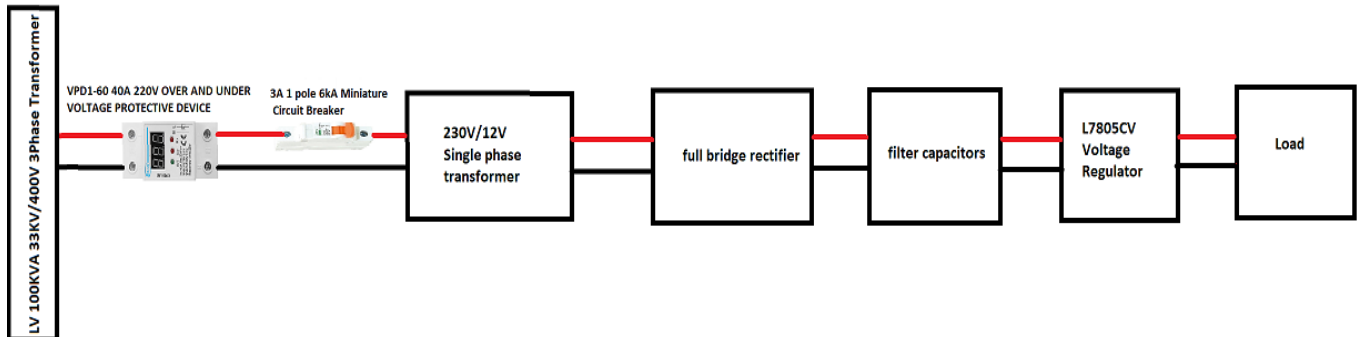 LV 100KVA 33KV/400V 3Phase Transformer
VPD1-60 40A 220V OVER AND UNDER
VOLTAGE PROTECTIVE DEVICE
3A 1 pole 6kA Miniature
Circuit Breaker
230V/12V
Single phase
transformer
full bridge rectifier
filter capacitors
L7805CV
Voltage
Regulator
Load